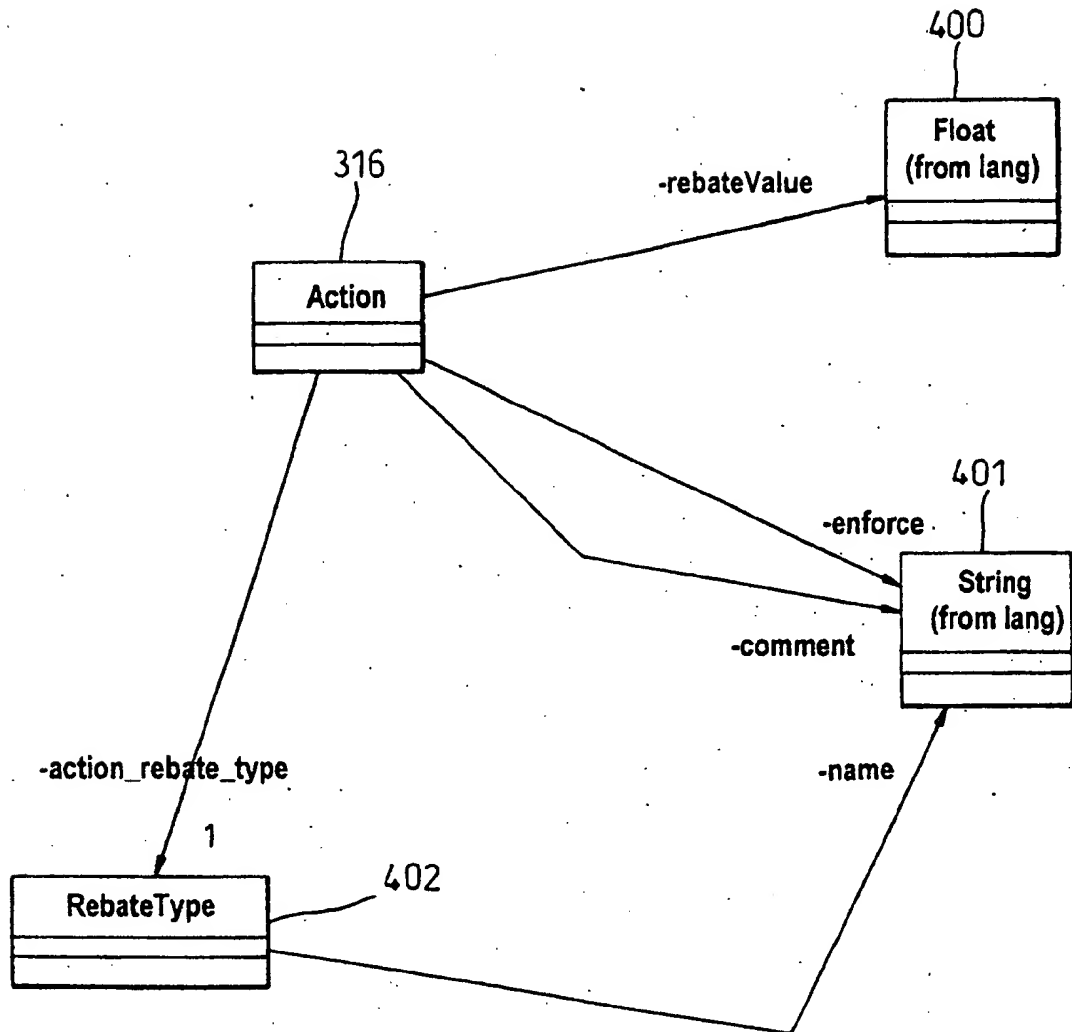 400
Float
(from lang)
316
-rebateValue
Action
401
-enforce
String
(from lang)
-comment
-action_rebate_type
-name
1
402
RebateType